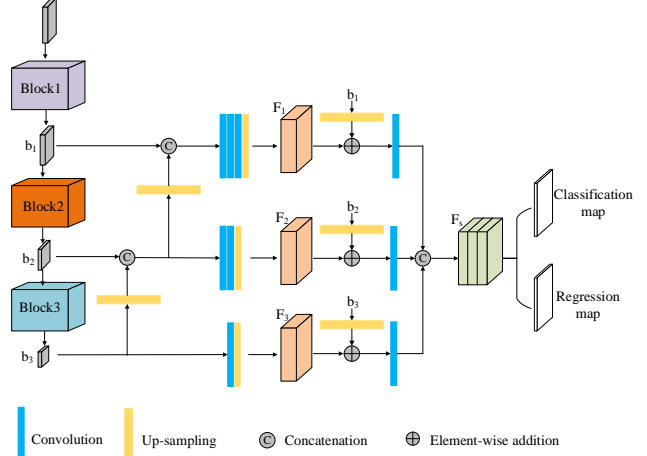 Block1
b1
Block2
b2
Block3
b3
C
C
F1
b1
F2
b2
F3
b3
C
Fs
Classification
map
Regression
map
Convolution
Up-sampling
C
Concatenation
Element-wise addition